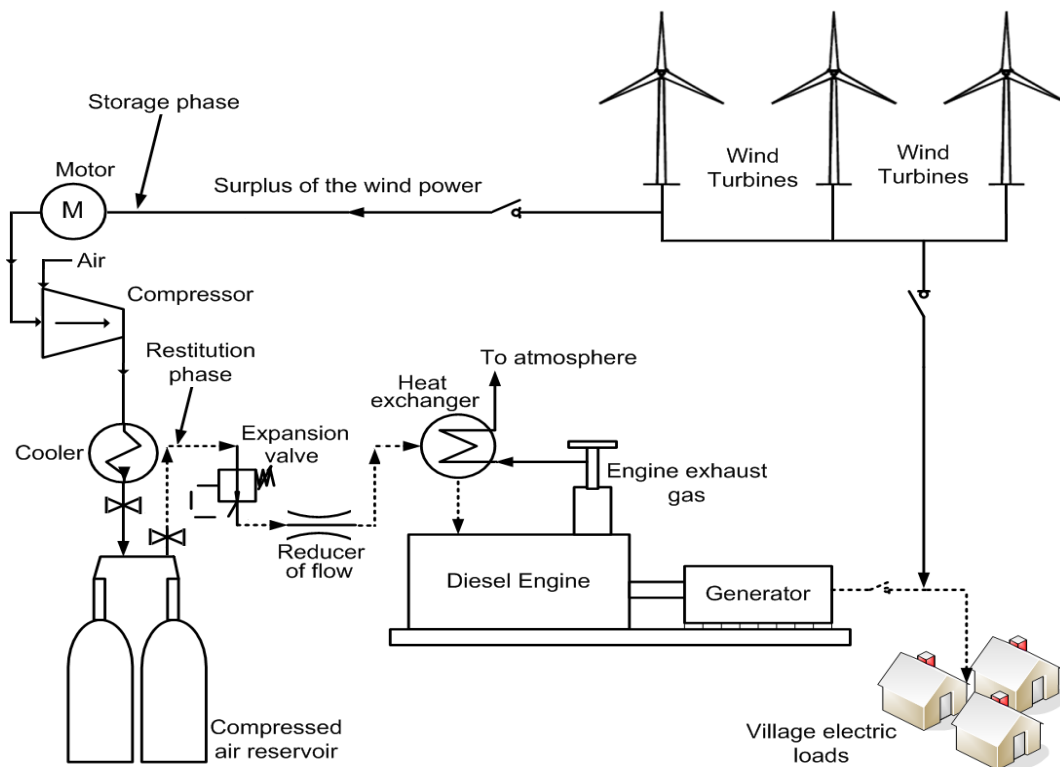 Storage phase
Motor
M
Surplus of the wind power
Wind
Turbines
Wind
Turbines
Air
Compressor
Restitution
phase
To atmosphere
Heat
exchanger
Cooler
Expansion
valve
Engine exhaust
gas
Reducer
of flow
Diesel Engine
Generator
Compressed
air reservoir
Village electric
loads